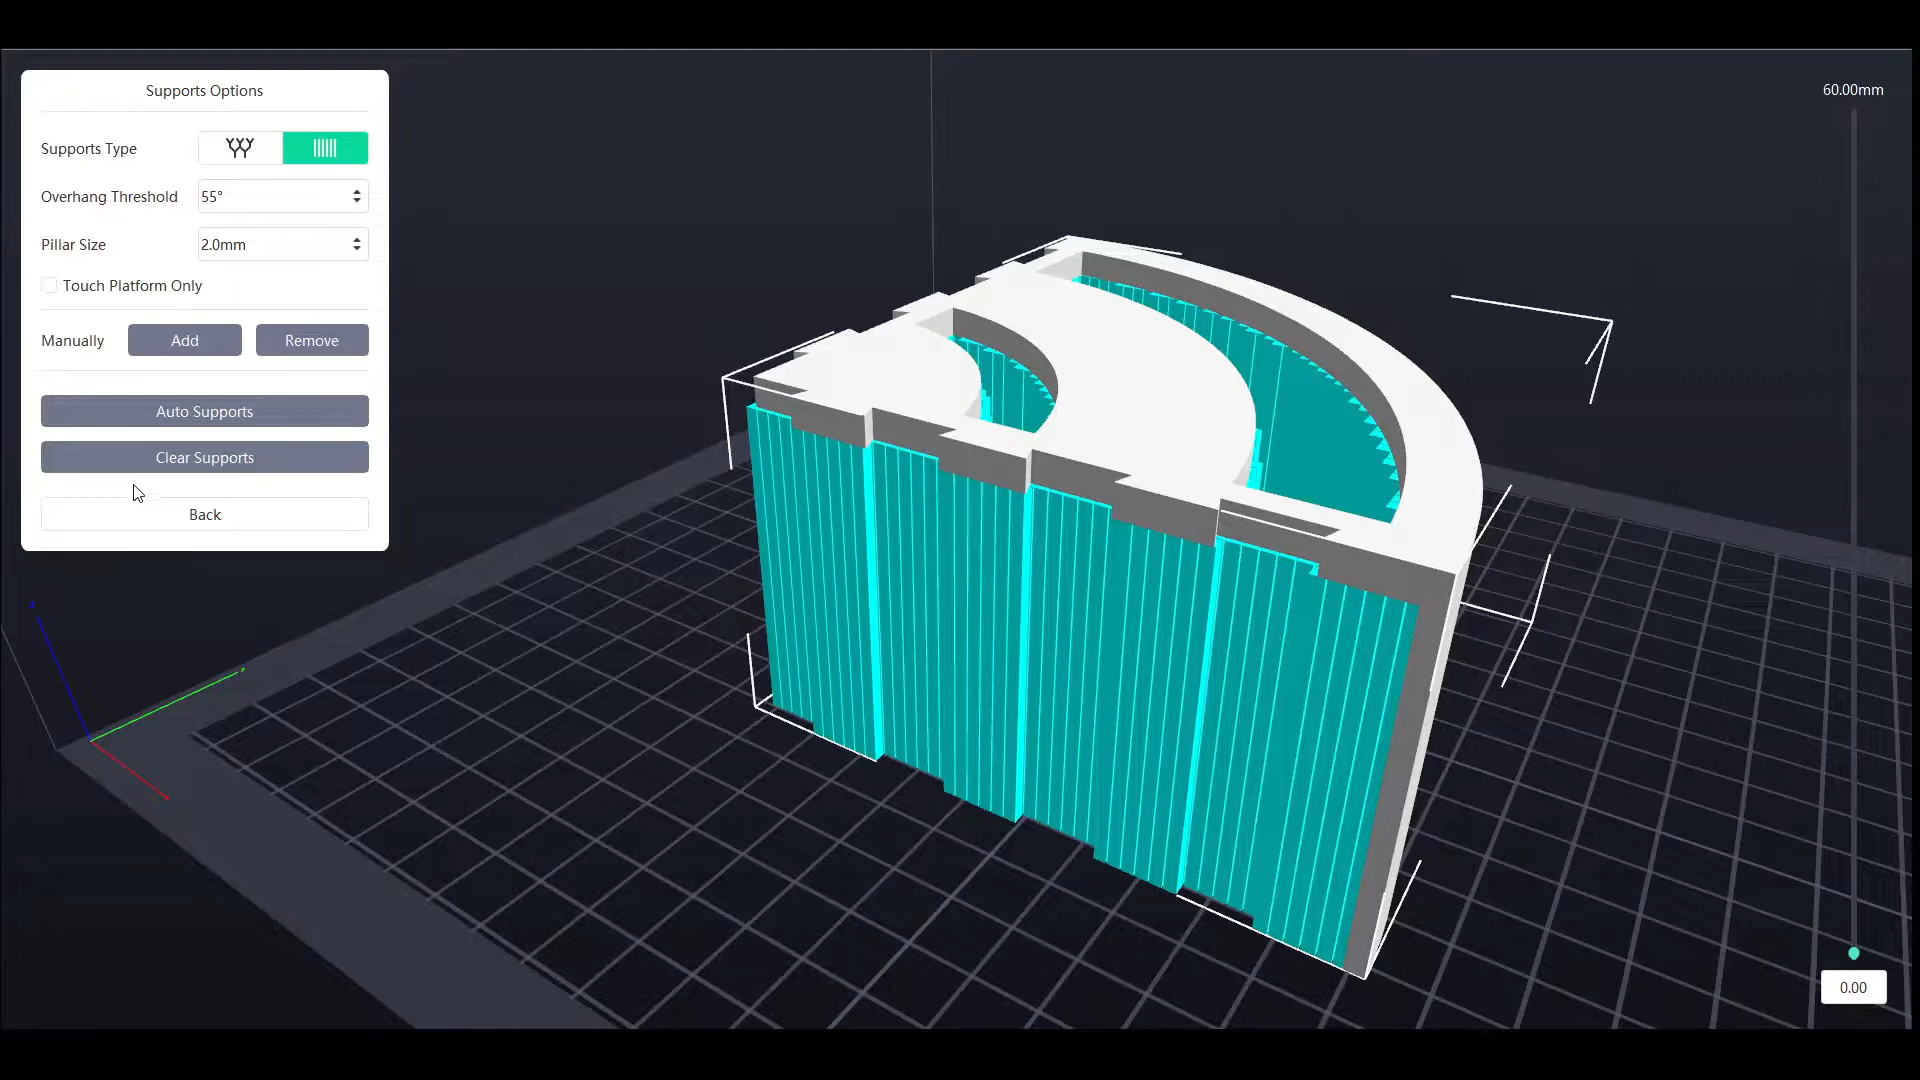 Supports Options
60.00mm
Supports Type
Overhang Threshold 55°
Pillar Size 2.0mm
Touch Platform Only
Manually Add Remove
Auto Supports
Clear Supports
Back
0.00